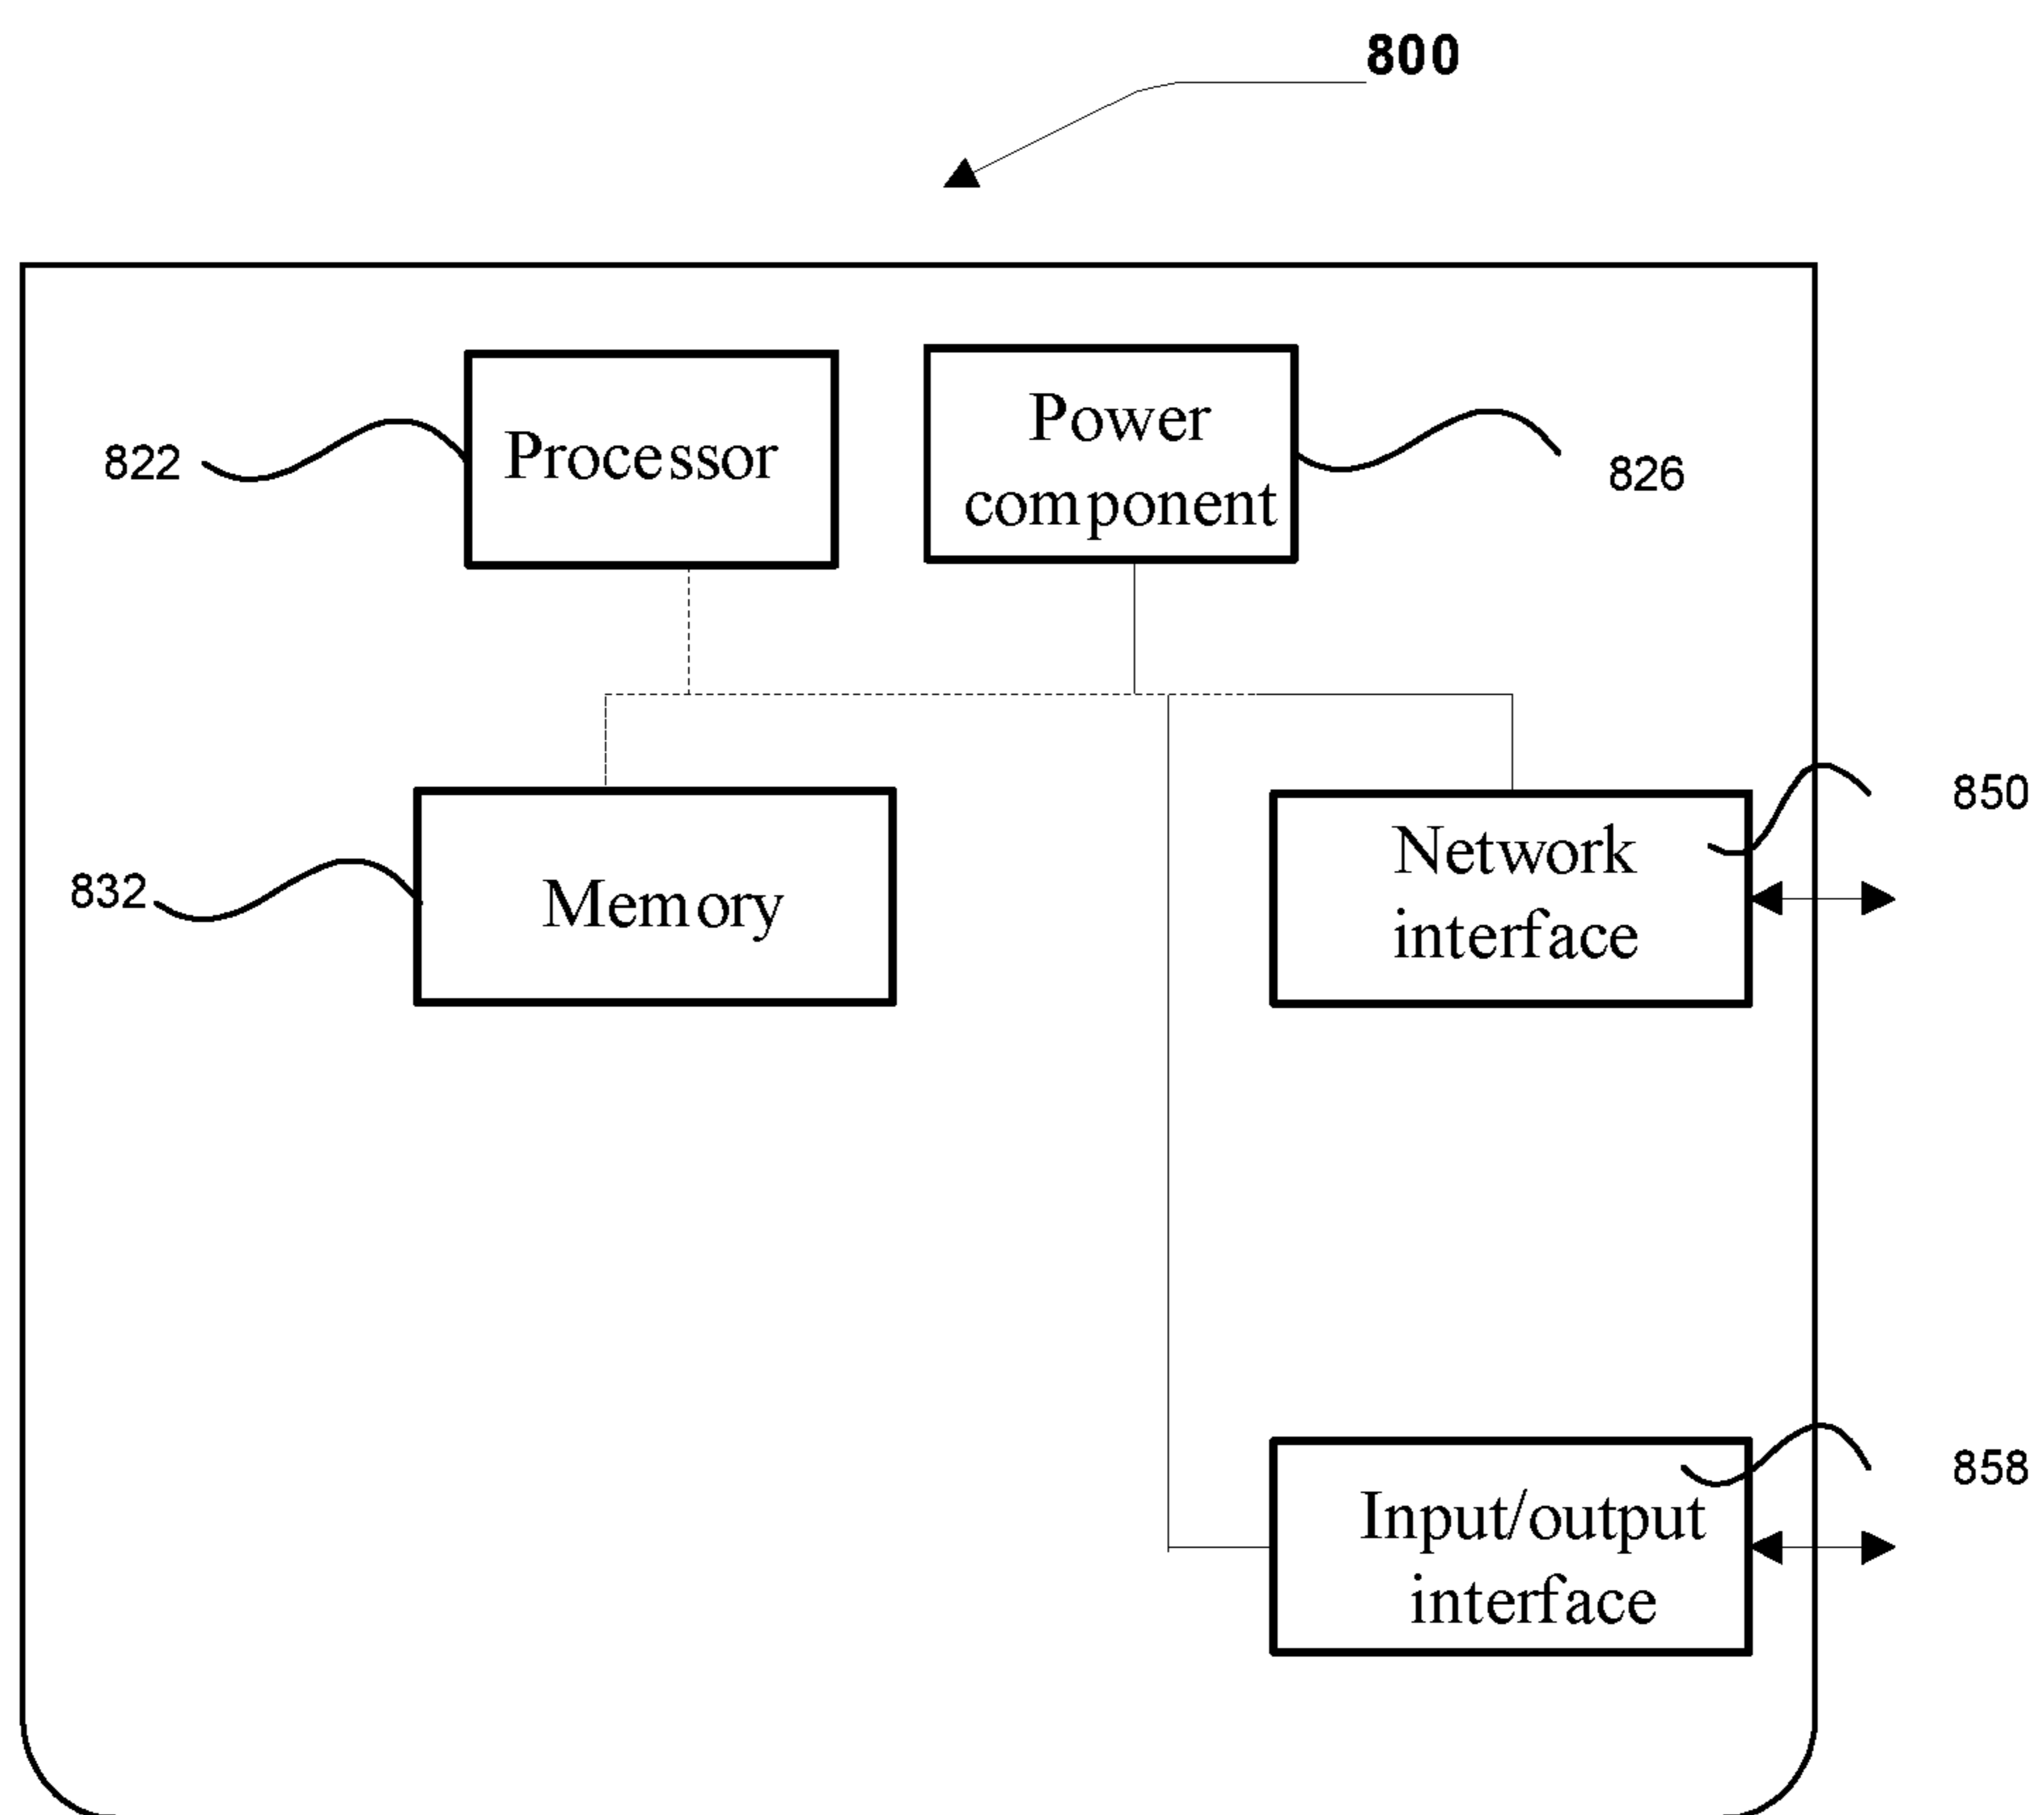 800
822
Processor
Power
component
826
832
Memory
Network
interface
850
Input/output
interface
858